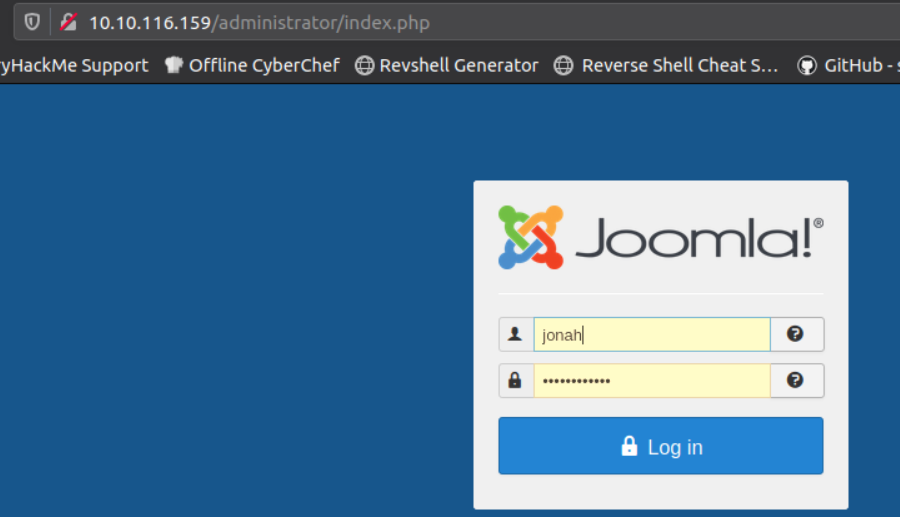 10.10.116.159/administrator/index.php
yHackMe Support Offline CyberChef Revshell Generator Reverse Shell Cheat S... GitHub - s
Joomla!®
jonah
••••••••••••
Log in